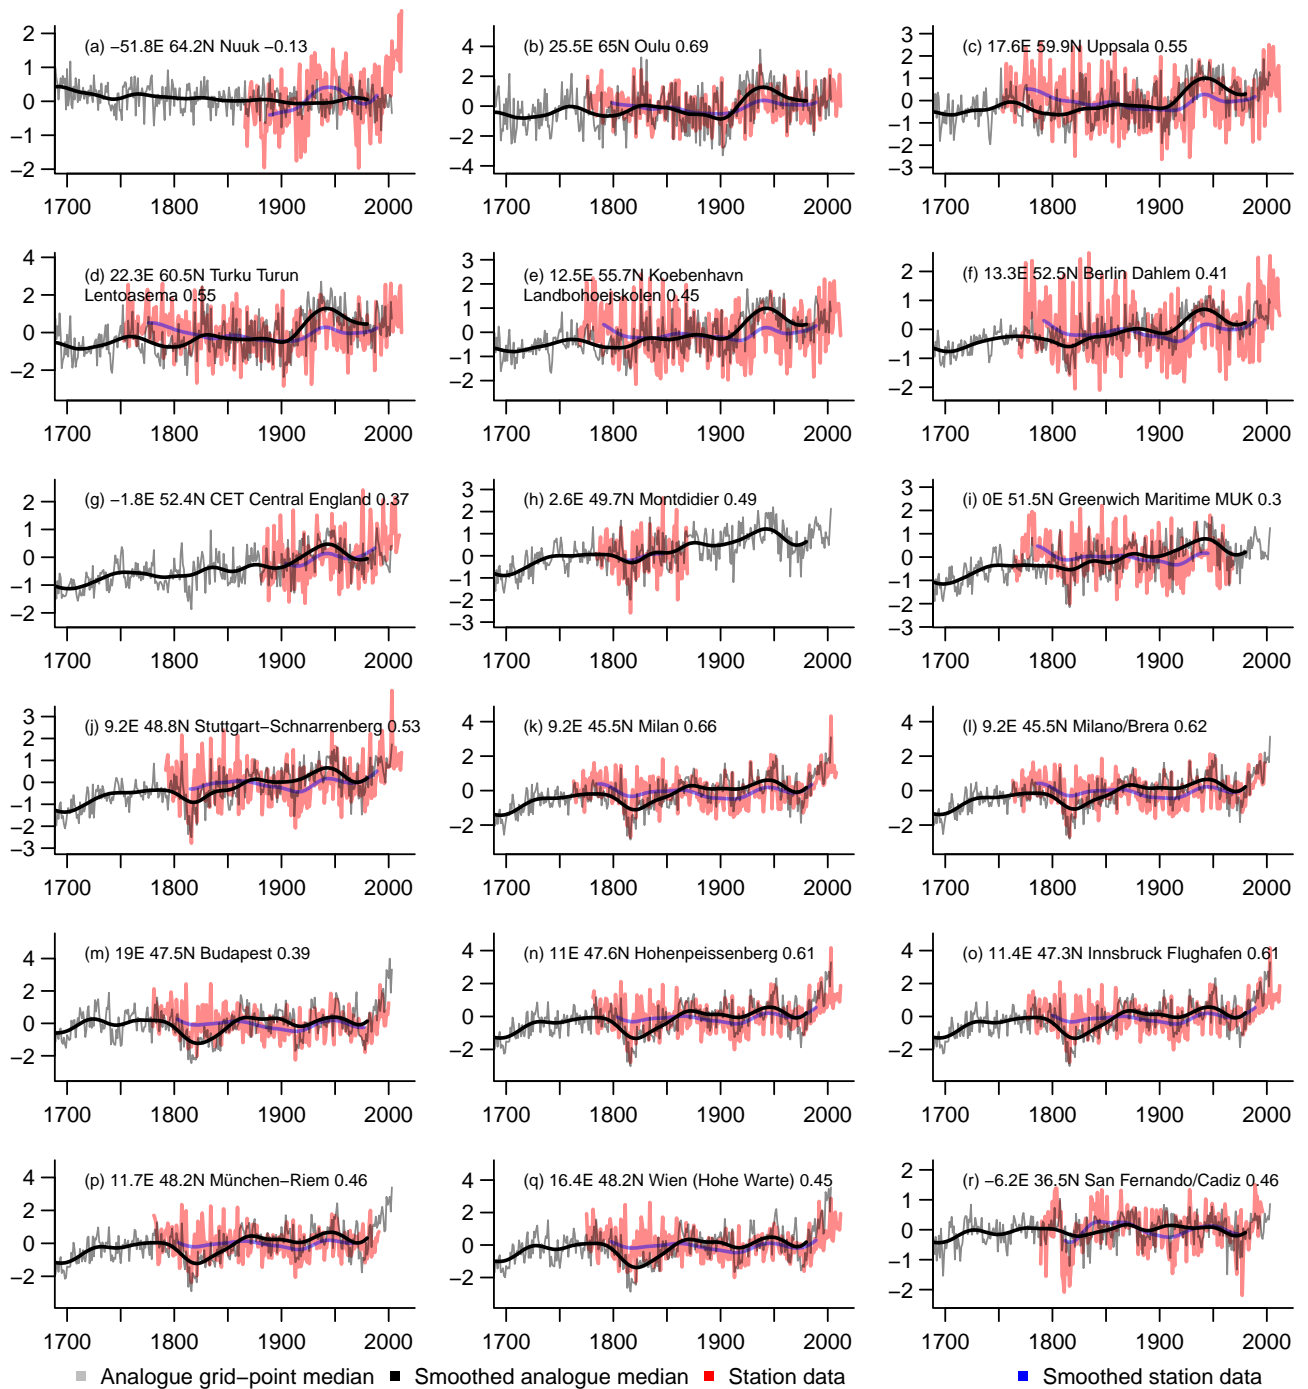 (a) −51.8E 64.2N Nuuk −0.13
2
1
0
−1
−2
1700 1800 1900 2000
(b) 25.5E 65N Oulu 0.69
4
2
0
−2
−4
1700 1800 1900 2000
(c) 17.6E 59.9N Uppsala 0.55
3
2
1
0
−1
−2
−3
1700 1800 1900 2000
(d) 22.3E 60.5N Turku Turun
Lentoasema 0.55
4
2
0
−2
1700 1800 1900 2000
(e) 12.5E 55.7N Koebenhavn
Landbohoejskolen 0.45
3
2
1
0
−1
−2
1700 1800 1900 2000
(f) 13.3E 52.5N Berlin Dahlem 0.41
2
1
0
−1
−2
1700 1800 1900 2000
(g) −1.8E 52.4N CET Central England 0.37
2
1
0
−1
−2
1700 1800 1900 2000
(h) 2.6E 49.7N Montdidier 0.49
3
2
1
0
−1
−2
−3
1700 1800 1900 2000
(i) 0E 51.5N Greenwich Maritime MUK 0.3
3
2
1
0
−1
−2
−3
1700 1800 1900 2000
(j) 9.2E 48.8N Stuttgart−Schnarrenberg 0.53
3
2
1
0
−1
−2
−3
1700 1800 1900 2000
(k) 9.2E 45.5N Milan 0.66
4
2
0
−2
1700 1800 1900 2000
(l) 9.2E 45.5N Milano/Brera 0.62
4
2
0
−2
1700 1800 1900 2000
(m) 19E 47.5N Budapest 0.39
4
2
0
−2
1700 1800 1900 2000
(n) 11E 47.6N Hohenpeissenberg 0.61
4
2
0
−2
1700 1800 1900 2000
(o) 11.4E 47.3N Innsbruck Flughafen 0.61
4
2
0
−2
1700 1800 1900 2000
(p) 11.7E 48.2N München−Riem 0.46
4
2
0
−2
1700 1800 1900 2000
(q) 16.4E 48.2N Wien (Hohe Warte) 0.45
4
2
0
−2
1700 1800 1900 2000
(r) −6.2E 36.5N San Fernando/Cadiz 0.46
2
1
0
−1
−2
1700 1800 1900 2000
Analogue grid−point median Smoothed analogue median Station data Smoothed station data